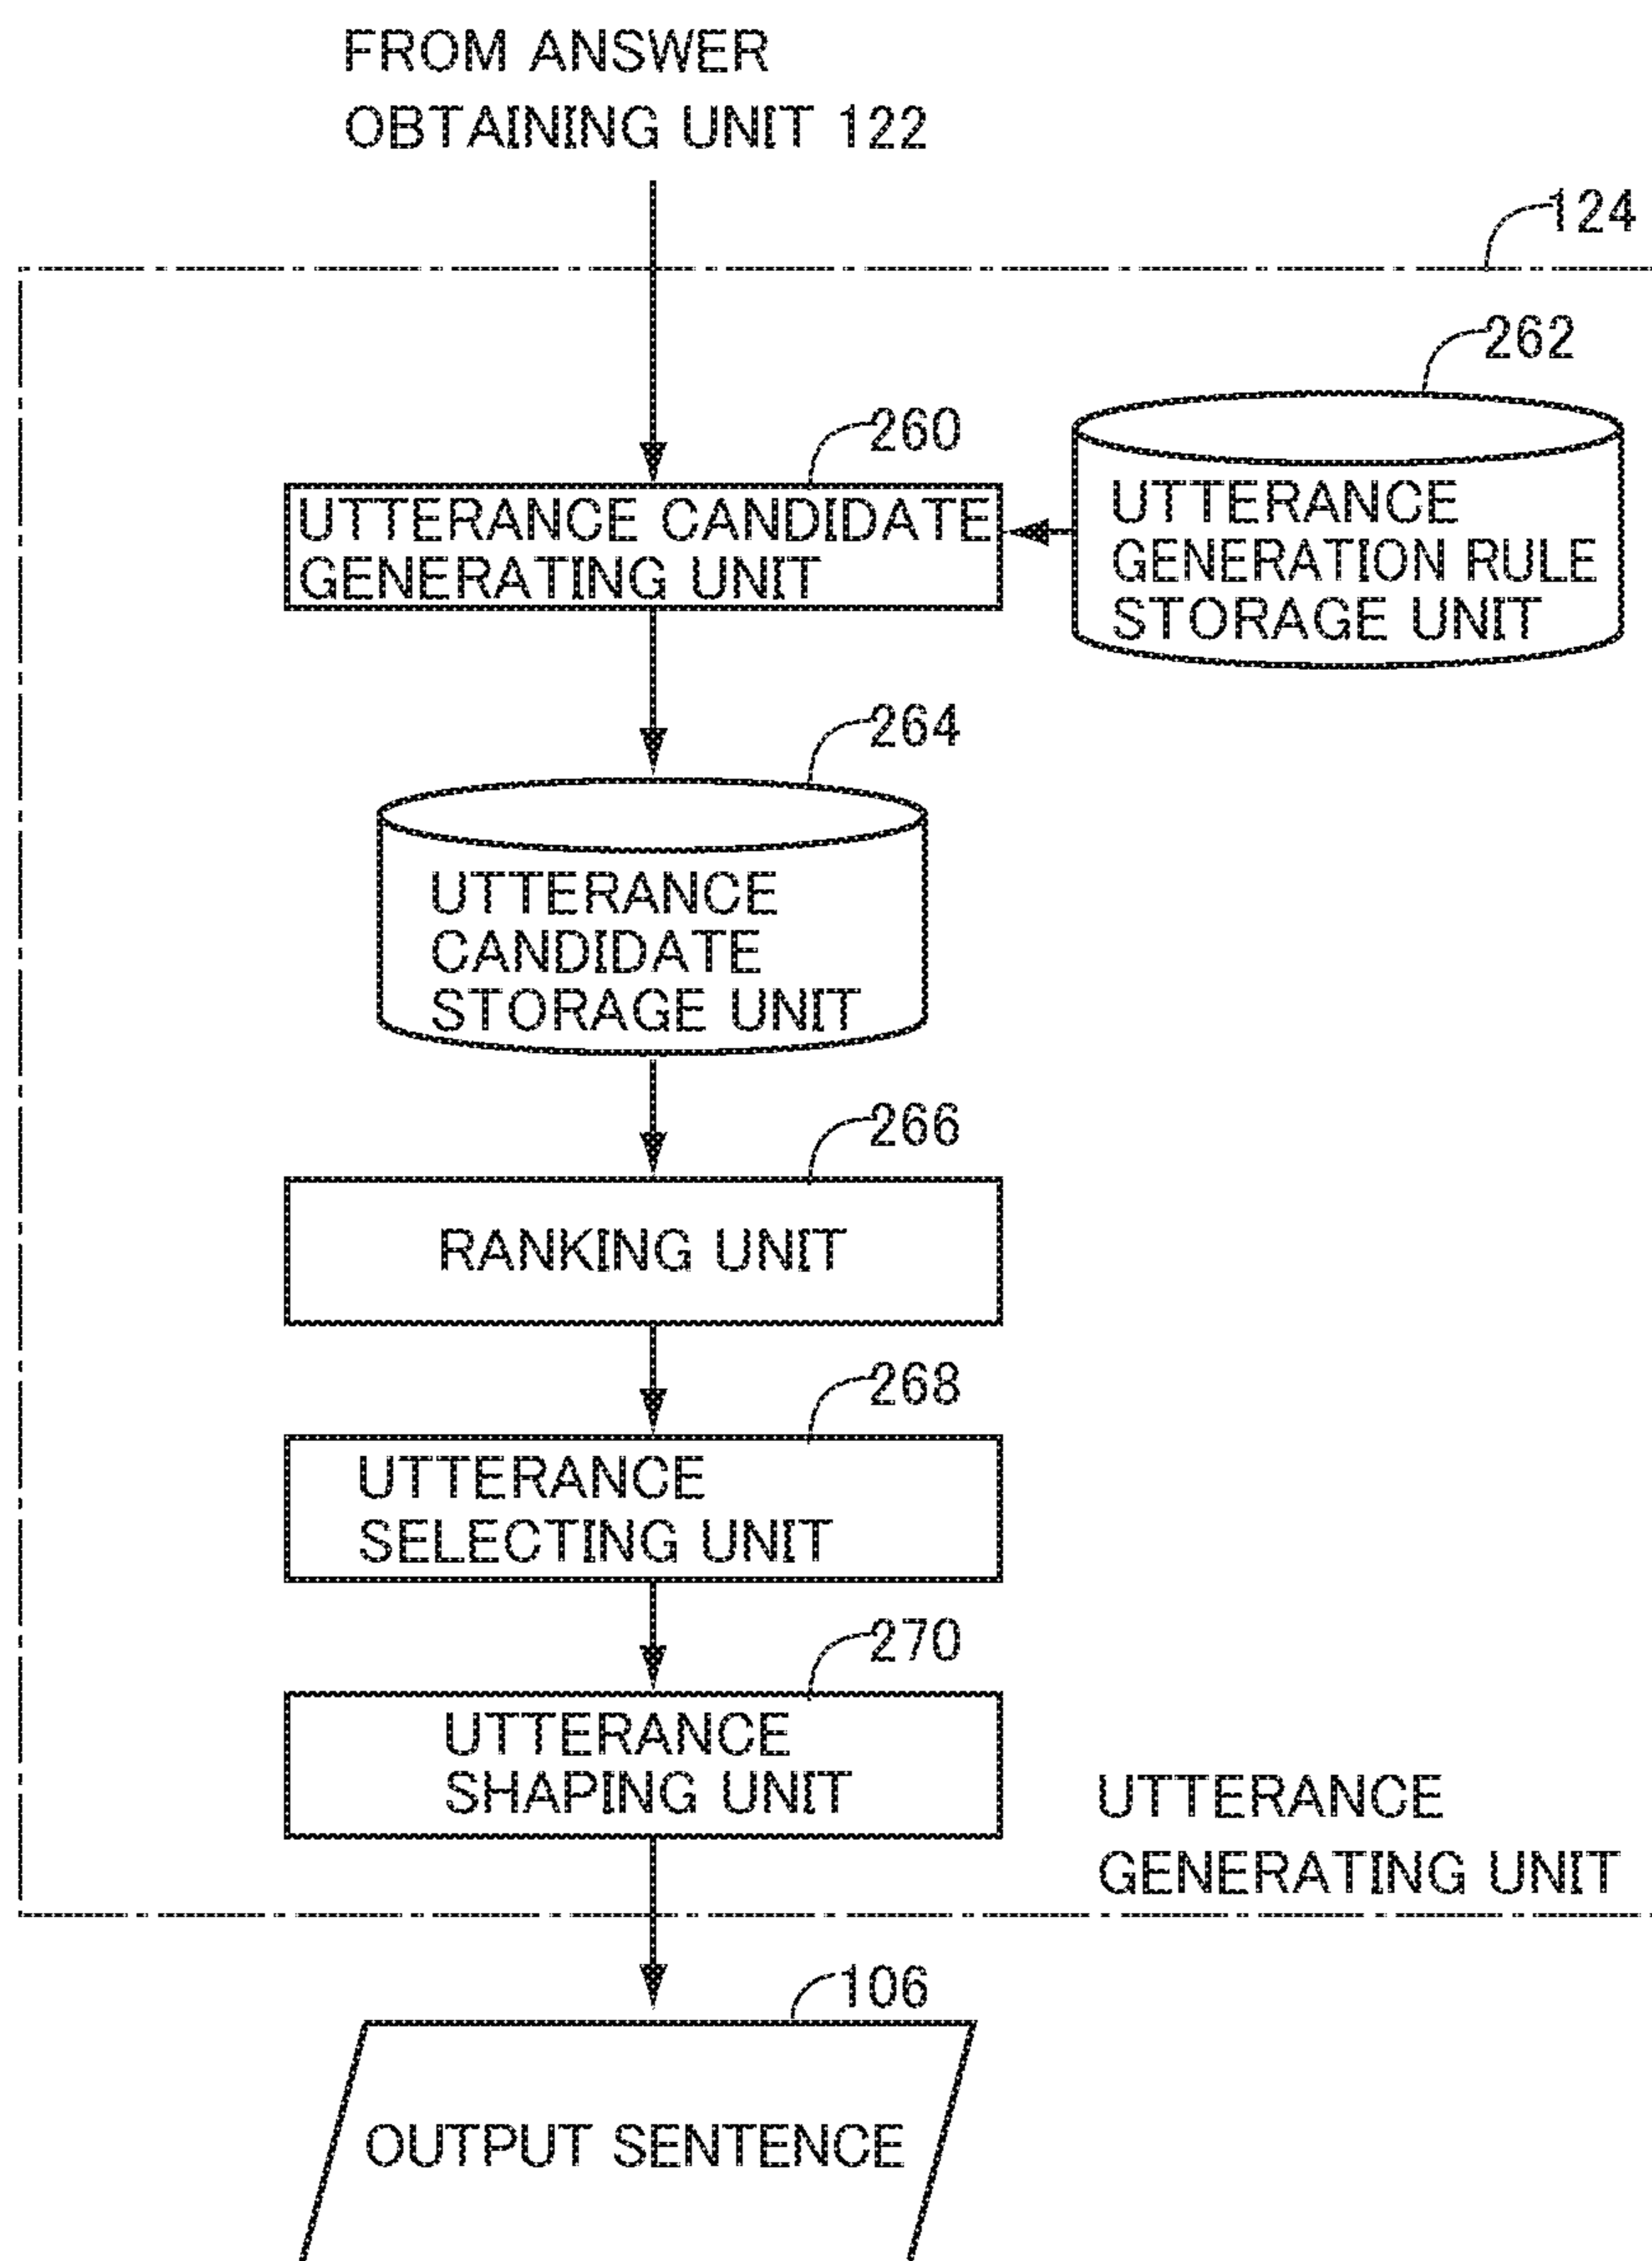 FROM ANSWER
OBTAINING UNIT 122
124
262
260
UTTERANCE CANDIDATE
GENERATING UNIT
UTTERANCE
GENERATION RULE
STORAGE UNIT
264
UTTERANCE
CANDIDATE
STORAGE UNIT
266
RANKING UNIT
268
UTTERANCE
SELECTING UNIT
270
UTTERANCE
SHAPING UNIT
UTTERANCE
GENERATING UNIT
106
OUTPUT SENTENCE